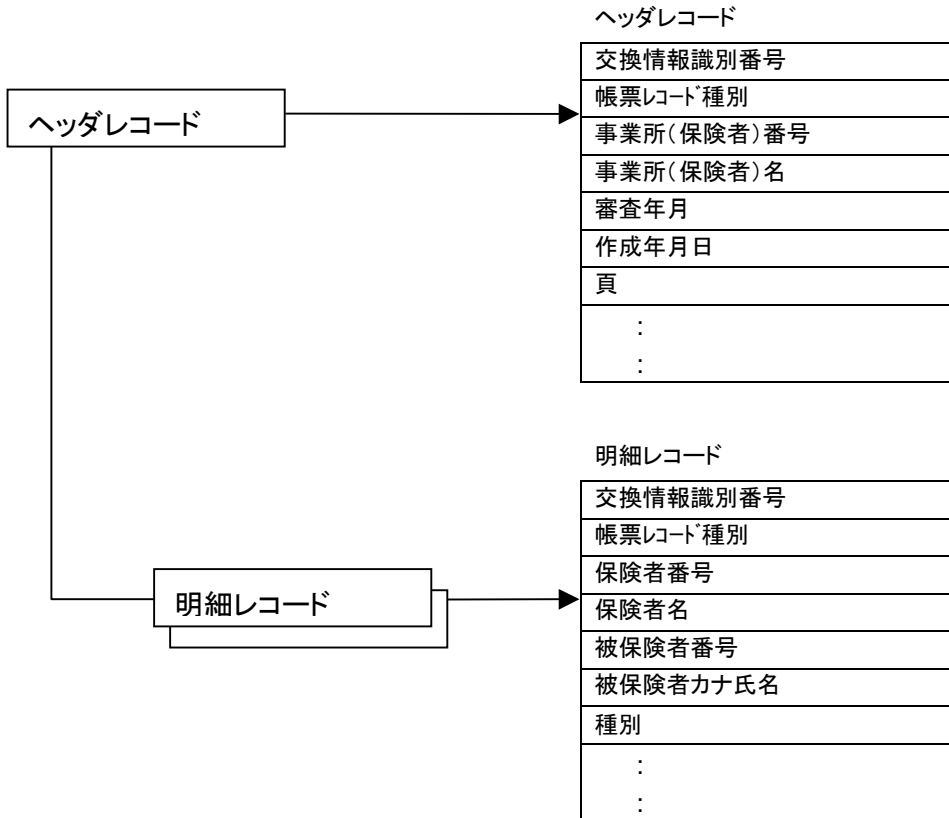 ヘッダレコード
交換情報識別番号
帳票ﾚｺｰﾄﾞ種別
事業所(保険者)番号
事業所(保険者)名
審査年月
作成年月日
頁
:
:
ヘッダレコード
明細レコード
交換情報識別番号
帳票ﾚｺｰﾄﾞ種別
保険者番号
保険者名
被保険者番号
被保険者カナ氏名
種別
:
:
明細レコード